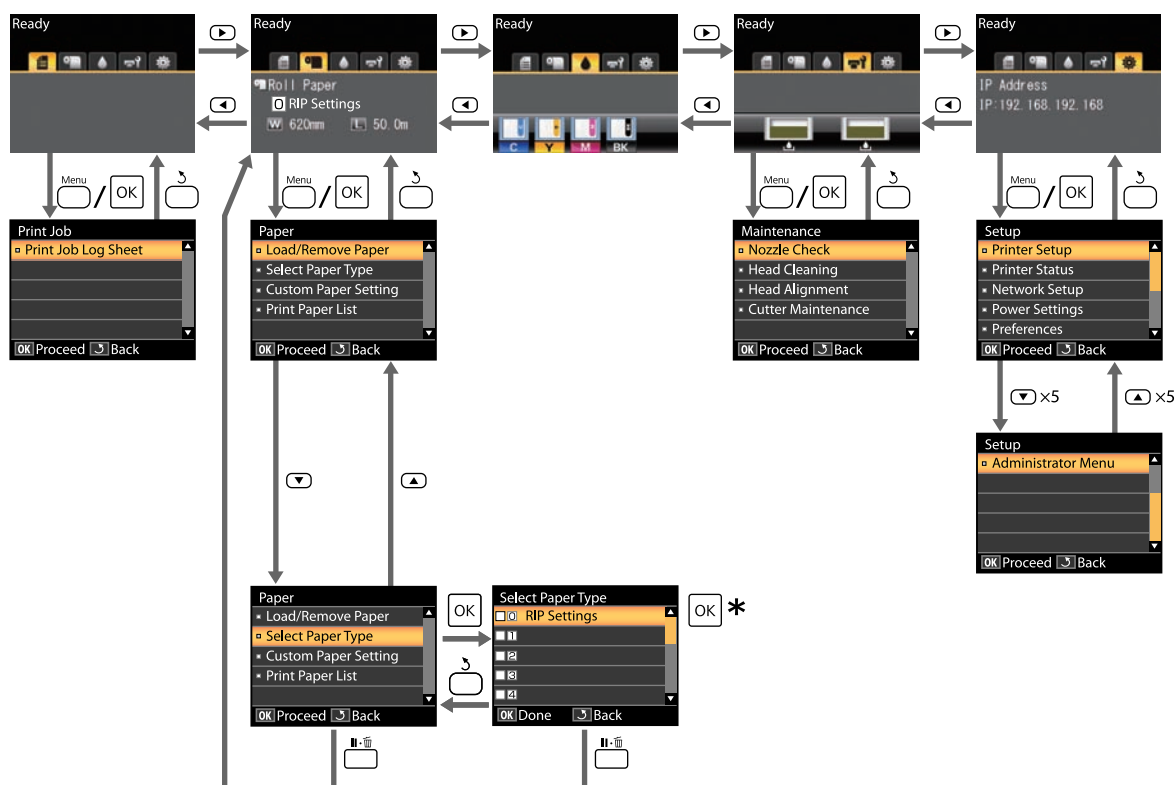 Ready
Ready
Roll Paper
0 RIP Settings
W 620mm L 50.0m
Ready
C Y M BK
Ready
Ready
IP Address
IP:192.168.192.168
Menu / OK
Menu / OK
Menu / OK
Menu / OK
Print Job
Print Job Log Sheet
OK Proceed Back
Paper
Load/Remove Paper
Select Paper Type
Custom Paper Setting
Print Paper List
OK Proceed Back
Maintenance
Nozzle Check
Head Cleaning
Head Alignment
Cutter Maintenance
OK Proceed Back
Setup
Printer Setup
Printer Status
Network Setup
Power Settings
Preferences
OK Proceed Back
×5
×5
Setup
Administrator Menu
OK Proceed Back
Paper
Load/Remove Paper
Select Paper Type
Custom Paper Setting
Print Paper List
OK Proceed Back
OK
Select Paper Type
0 RIP Settings
1
2
3
4
OK Done Back
OK *